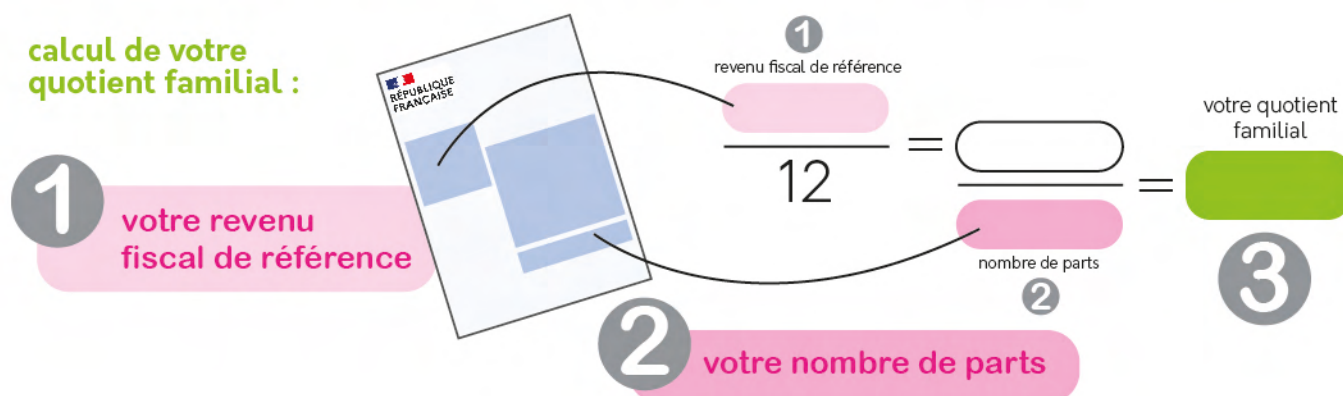 calcul de votre
quotient familial :
1
votre revenu
fiscal de référence
RÉPUBLIQUE
FRANÇAISE
1
revenu fiscal de référence
12
=
nombre de parts
2
=
votre quotient
familial
3
2
votre nombre de parts